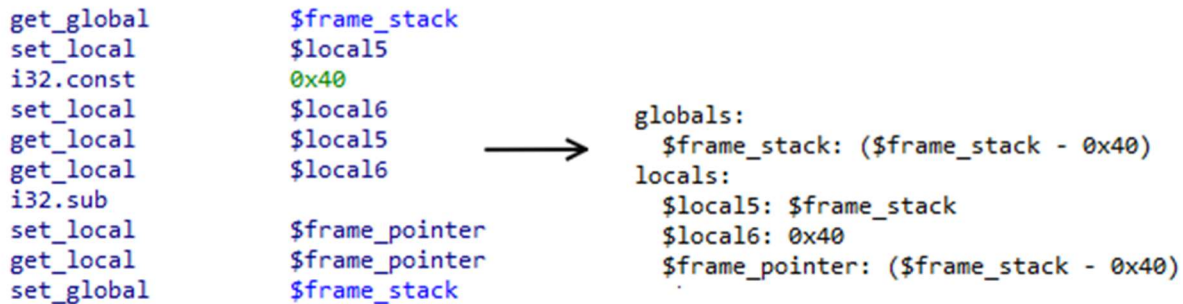 get_global $frame_stack
set_local $local5
i32.const 0x40
set_local $local6
get_local $local5
get_local $local6
i32.sub
set_local $frame_pointer
get_local $frame_pointer
set_global $frame_stack
globals:
$frame_stack: ($frame_stack - 0x40)
locals:
$local5: $frame_stack
$local6: 0x40
$frame_pointer: ($frame_stack - 0x40)